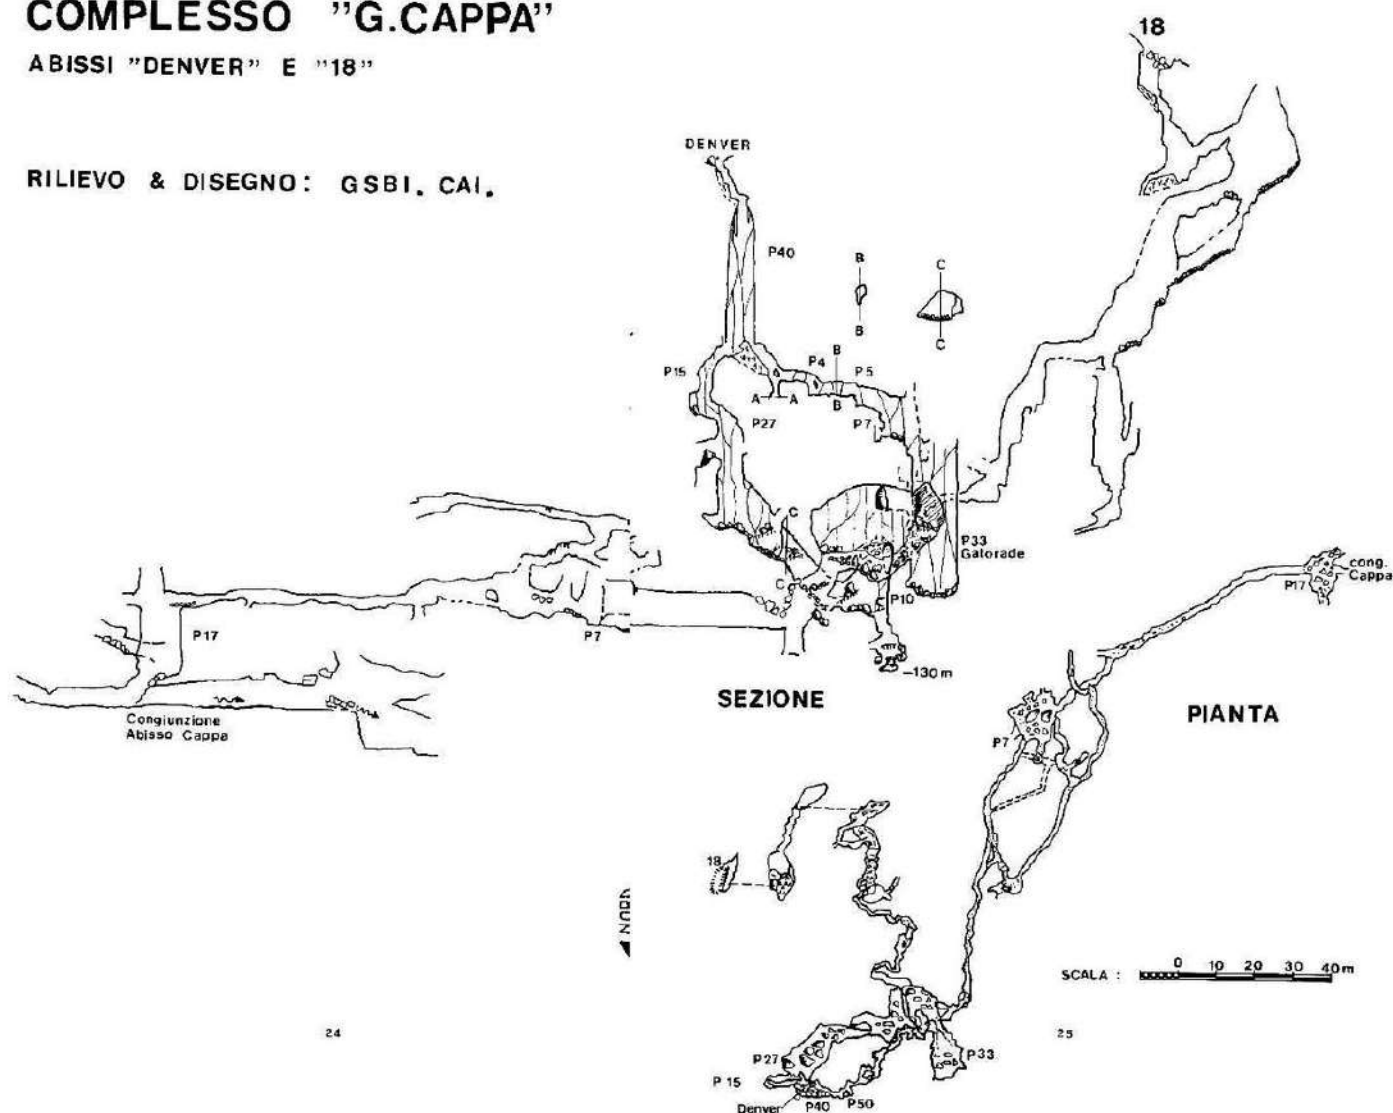 COMPLESSO "G.CAPPA"
ABISSI "DENVER" E "18"
RILIEVO & DISEGNO: GSBI. CAI.
18
DENVER
P40
B
C
B
C
P15
P4
B
P5
A
A
B
P27
P7
C
P33
Gatorade
C
P10
P17
P7
-130m
Congiunzione
Abisso Cappa
SEZIONE
PIANTA
cong.
Cappa
P17
P7
18
NORD
SCALA :
0 10 20 30 40m
24
25
P27
P33
P 15
Denver
P40
P50